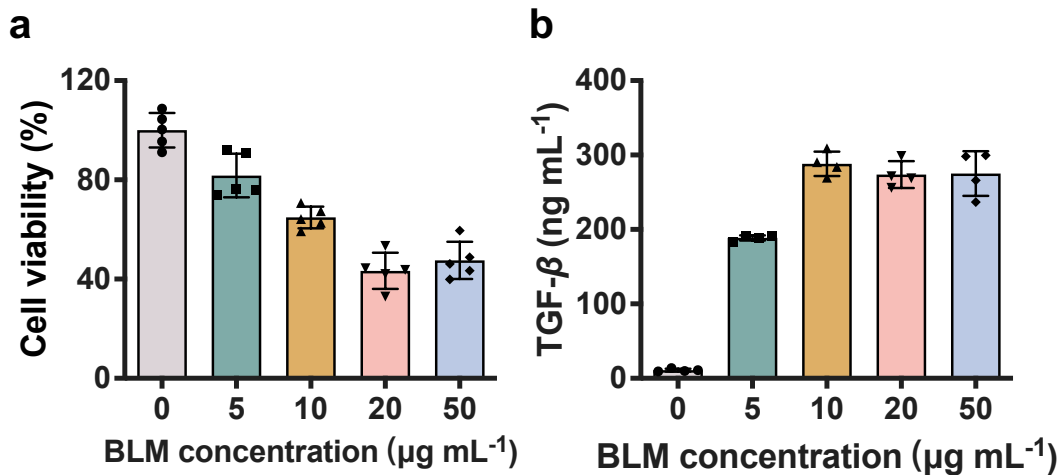 a
Cell viability (%)
120
80
40
0
0 5 10 20 50
BLM concentration (µg mL⁻¹)
b
TGF-β (ng mL⁻¹)
400
300
200
100
0
0 5 10 20 50
BLM concentration (µg mL⁻¹)